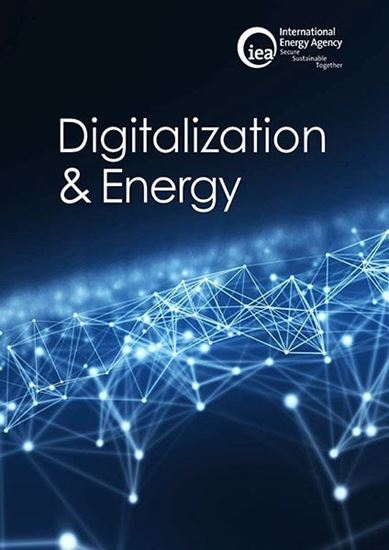 iea
International
Energy Agency
Secure
Sustainable
Together
Digitalization
& Energy